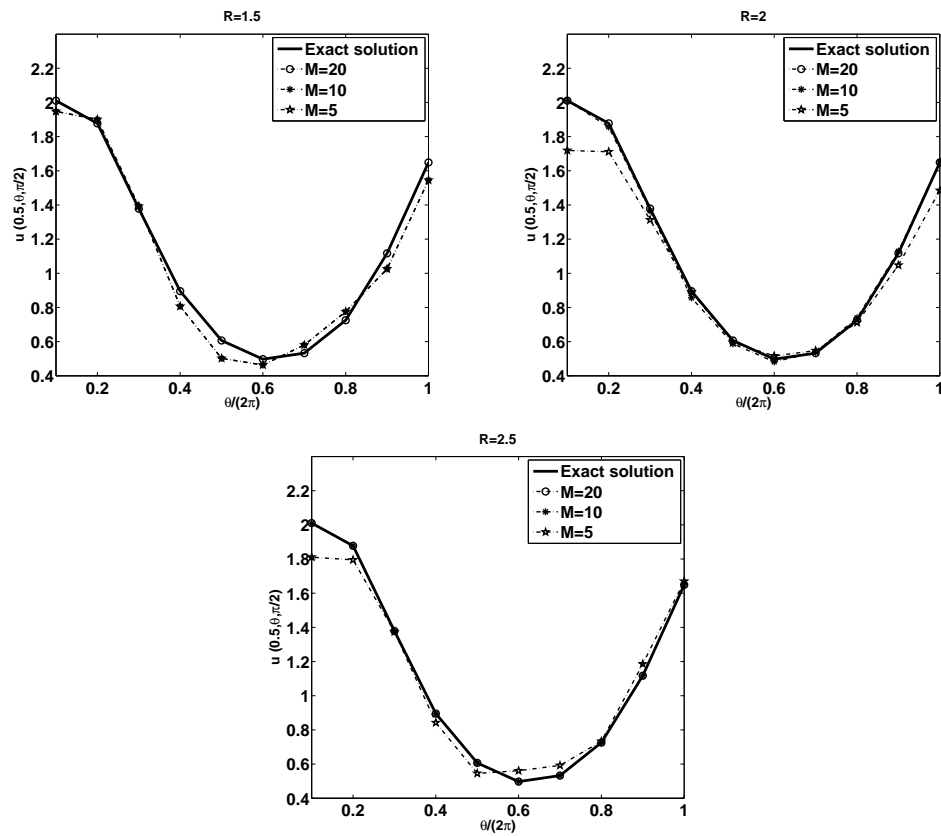 R=1.5
Exact solution
M=20
M=10
M=5
2.2
2
1.8
1.6
1.4
1.2
1
0.8
0.6
0.4
u (0.5,θ,π/2)
0.2 0.4 0.6 0.8 1
θ/(2π)
R=2
Exact solution
M=20
M=10
M=5
2.2
2
1.8
1.6
1.4
1.2
1
0.8
0.6
0.4
u (0.5,θ,π/2)
0.2 0.4 0.6 0.8 1
θ/(2π)
R=2.5
Exact solution
M=20
M=10
M=5
2.2
2
1.8
1.6
1.4
1.2
1
0.8
0.6
0.4
u (0.5,θ,π/2)
0.2 0.4 0.6 0.8 1
θ/(2π)